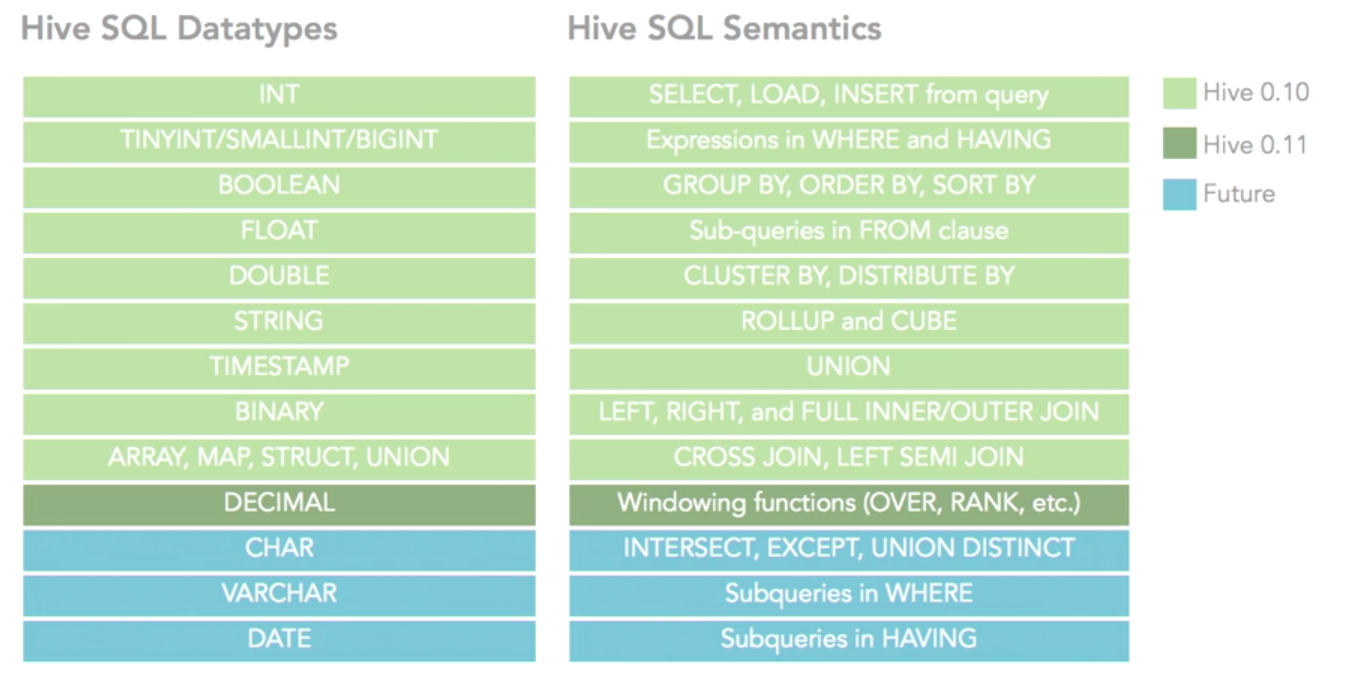 Hive SQL Datatypes
INT
TINYINT/SMALLINT/BIGINT
BOOLEAN
FLOAT
DOUBLE
STRING
TIMESTAMP
BINARY
ARRAY, MAP, STRUCT, UNION
DECIMAL
CHAR
VARCHAR
DATE
Hive SQL Semantics
SELECT, LOAD, INSERT from query
Expressions in WHERE and HAVING
GROUP BY, ORDER BY, SORT BY
Sub-queries in FROM clause
CLUSTER BY, DISTRIBUTE BY
ROLLUP and CUBE
UNION
LEFT, RIGHT, and FULL INNER/OUTER JOIN
CROSS JOIN, LEFT SEMI JOIN
Windowing functions (OVER, RANK, etc.)
INTERSECT, EXCEPT, UNION DISTINCT
Subqueries in WHERE
Subqueries in HAVING
Hive 0.10
Hive 0.11
Future